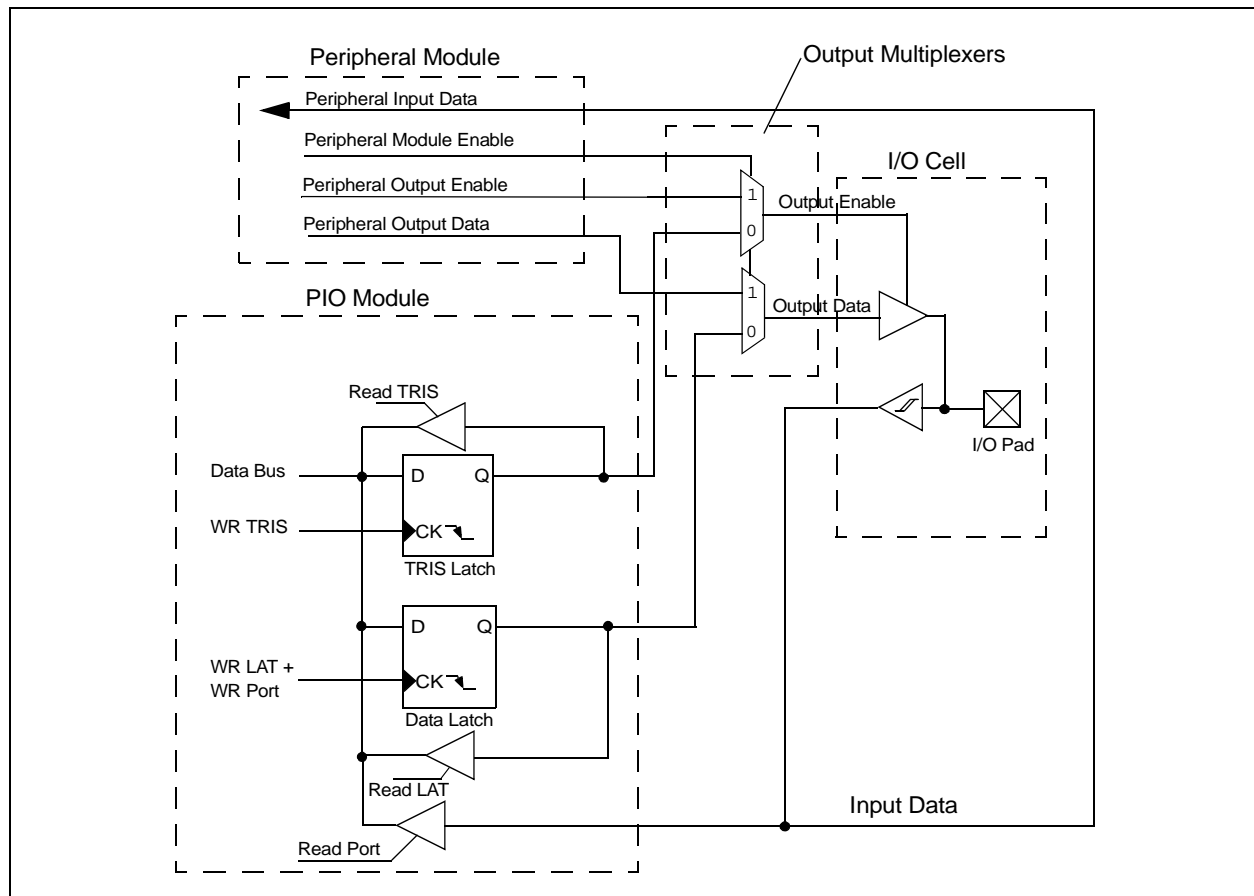 Peripheral Module
Output Multiplexers
Peripheral Input Data
Peripheral Module Enable
I/O Cell
Peripheral Output Enable
1
Output Enable
Peripheral Output Data
0
PIO Module
1
Output Data
0
Read TRIS
I/O Pad
Data Bus
D
Q
WR TRIS
CK
TRIS Latch
D
Q
WR LAT +
WR Port
CK
Data Latch
Read LAT
Input Data
Read Port